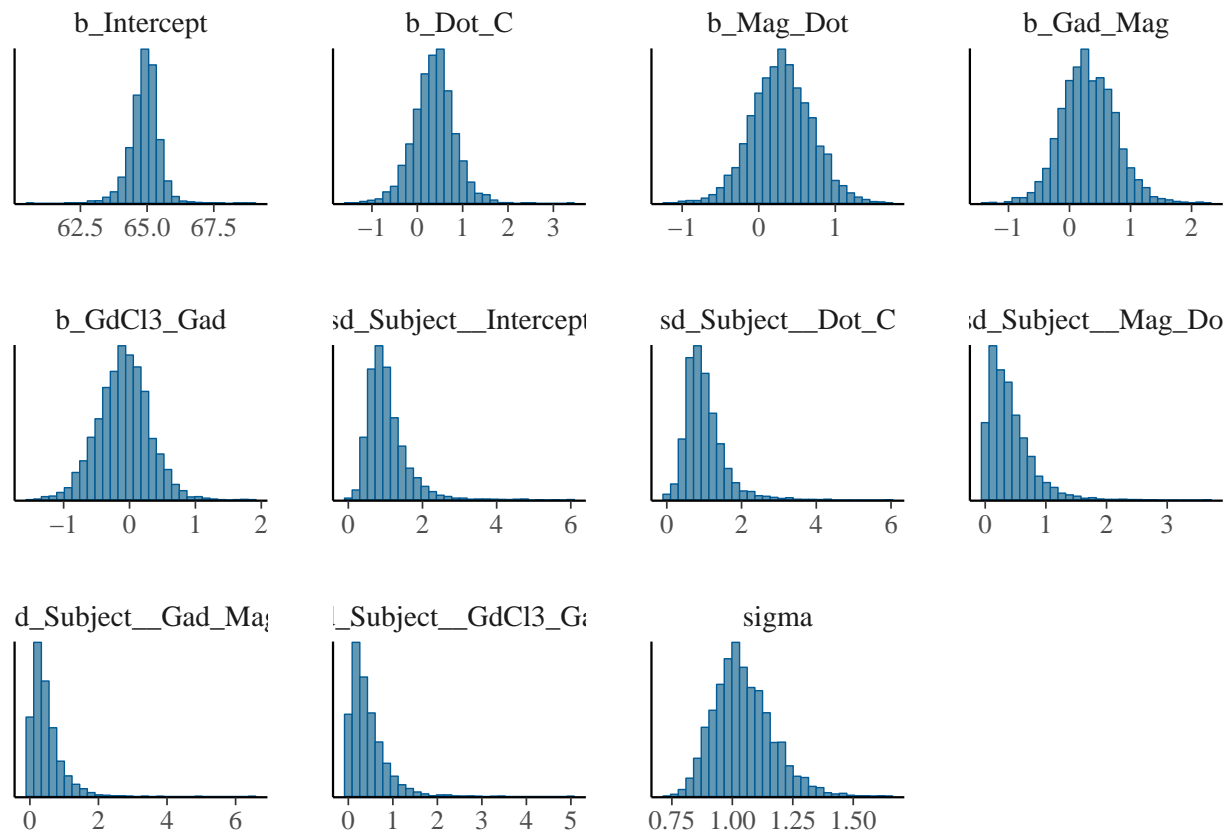 b_Intercept b_Dot_C b_Mag_Dot b_Gad_Mag
62.5 65.0 67.5 −1 0 1 2 3 −1 0 1 −1 0 1 2
b_GdCl3_Gad sd_Subject__Intercept sd_Subject__Dot_C sd_Subject__Mag_Do
−1 0 1 2 0 2 4 6 0 2 4 6 0 1 2 3
d_Subject__Gad_Mag _Subject__GdCl3_Ga sigma
0 2 4 6 0 1 2 3 4 5 0.75 1.00 1.25 1.50